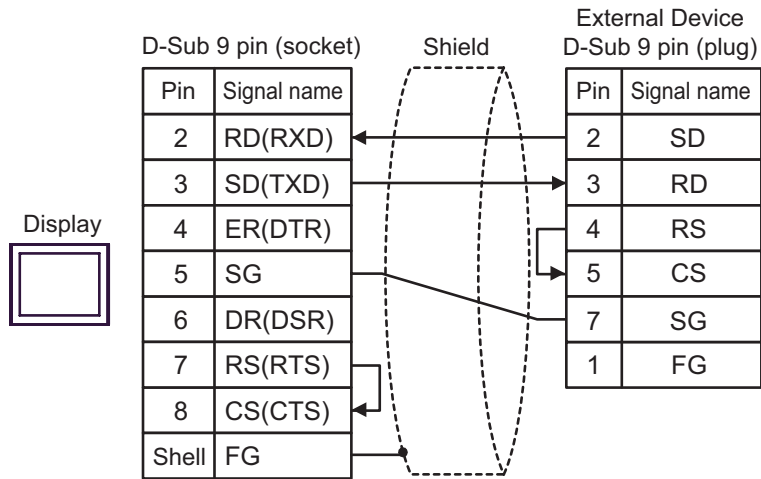 External Device
D-Sub 9 pin (socket) Shield D-Sub 9 pin (plug)
Pin Signal name Pin Signal name
2 RD(RXD) 2 SD
3 SD(TXD) 3 RD
Display 4 ER(DTR) 4 RS
5 SG 5 CS
6 DR(DSR) 7 SG
7 RS(RTS) 1 FG
8 CS(CTS)
Shell FG